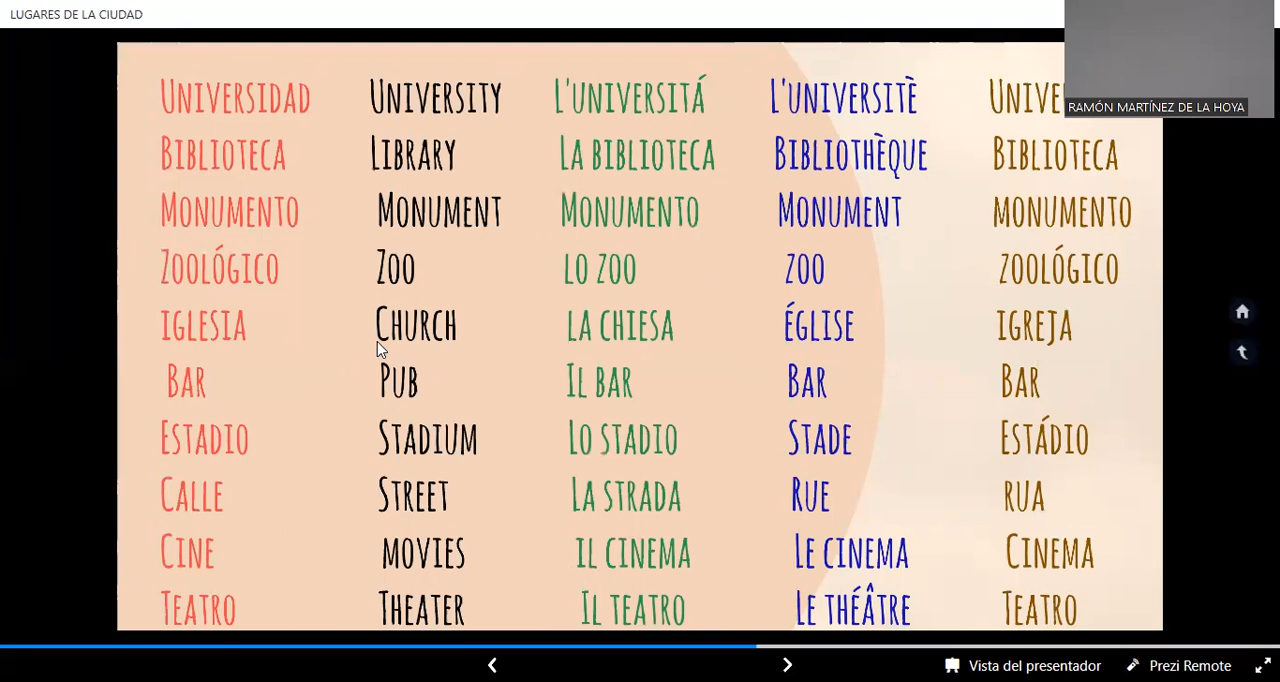 LUGARES DE LA CIUDAD
RAMÓN MARTÍNEZ DE LA HOYA
UNIVERSIDAD UNIVERSITY L'UNIVERSITÁ L'UNIVERSITÈ
BIBLIOTECA LIBRARY LA BIBLIOTECA BIBLIOTHÈQUE BIBLIOTECA
MONUMENTO MONUMENT MONUMENTO MONUMENT MONUMENTO
ZOOLÓGICO ZOO LO ZOO ZOO ZOOLÓGICO
IGLESIA CHURCH LA CHIESA ÉGLISE IGREJA
BAR PUB IL BAR BAR BAR
ESTADIO STADIUM LO STADIO STADE ESTÁDIO
CALLE STREET LA STRADA RUE RUA
CINE MOVIES IL CINEMA LE CINEMA CINEMA
TEATRO THEATER IL TEATRO LE THÉÂTRE TEATRO
Vista del presentador Prezi Remote